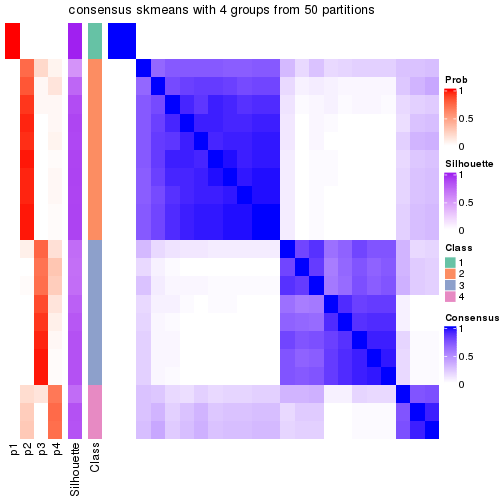 consensus skmeans with 4 groups from 50 partitions
p1
p2
p3
p4
Silhouette
Class
Prob
1
0.5
0
Silhouette
1
0.5
0
Class
1
2
3
4
Consensus
1
0.5
0